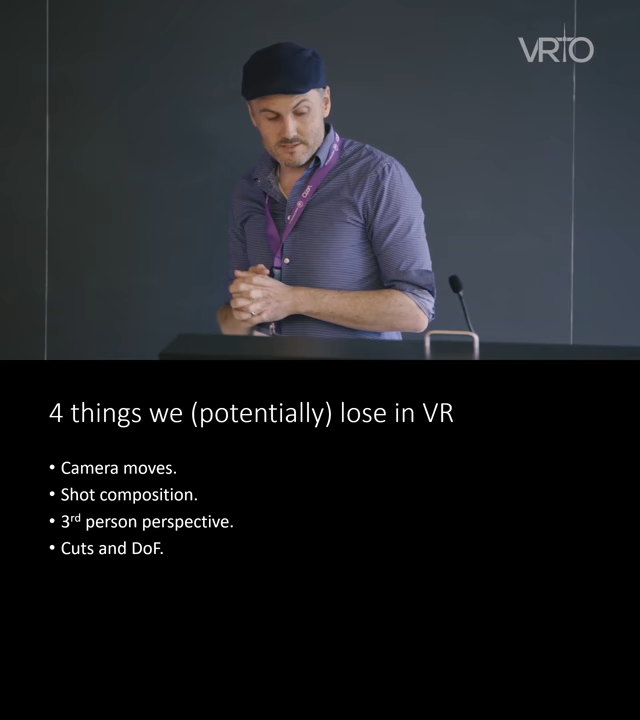 VRTO
4 things we (potentially) lose in VR
• Camera moves.
• Shot composition.
• 3rd person perspective.
• Cuts and DoF.